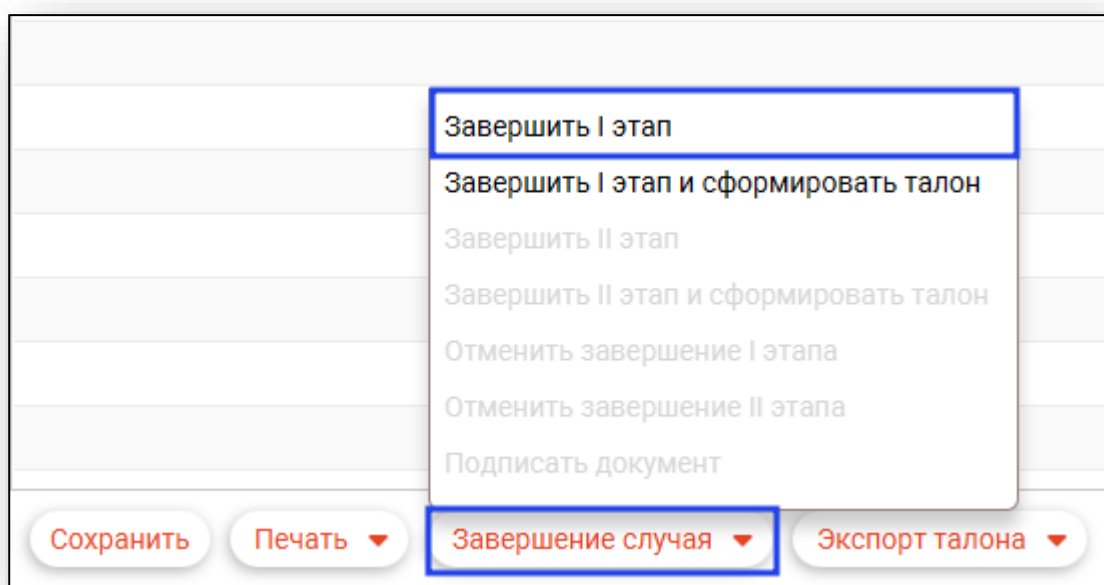 Завершить I этап
Завершить I этап и сформировать талон
Завершить II этап
Завершить II этап и сформировать талон
Отменить завершение I этапа
Отменить завершение II этапа
Подписать документ
Сохранить Печать Завершение случая Экспорт талона